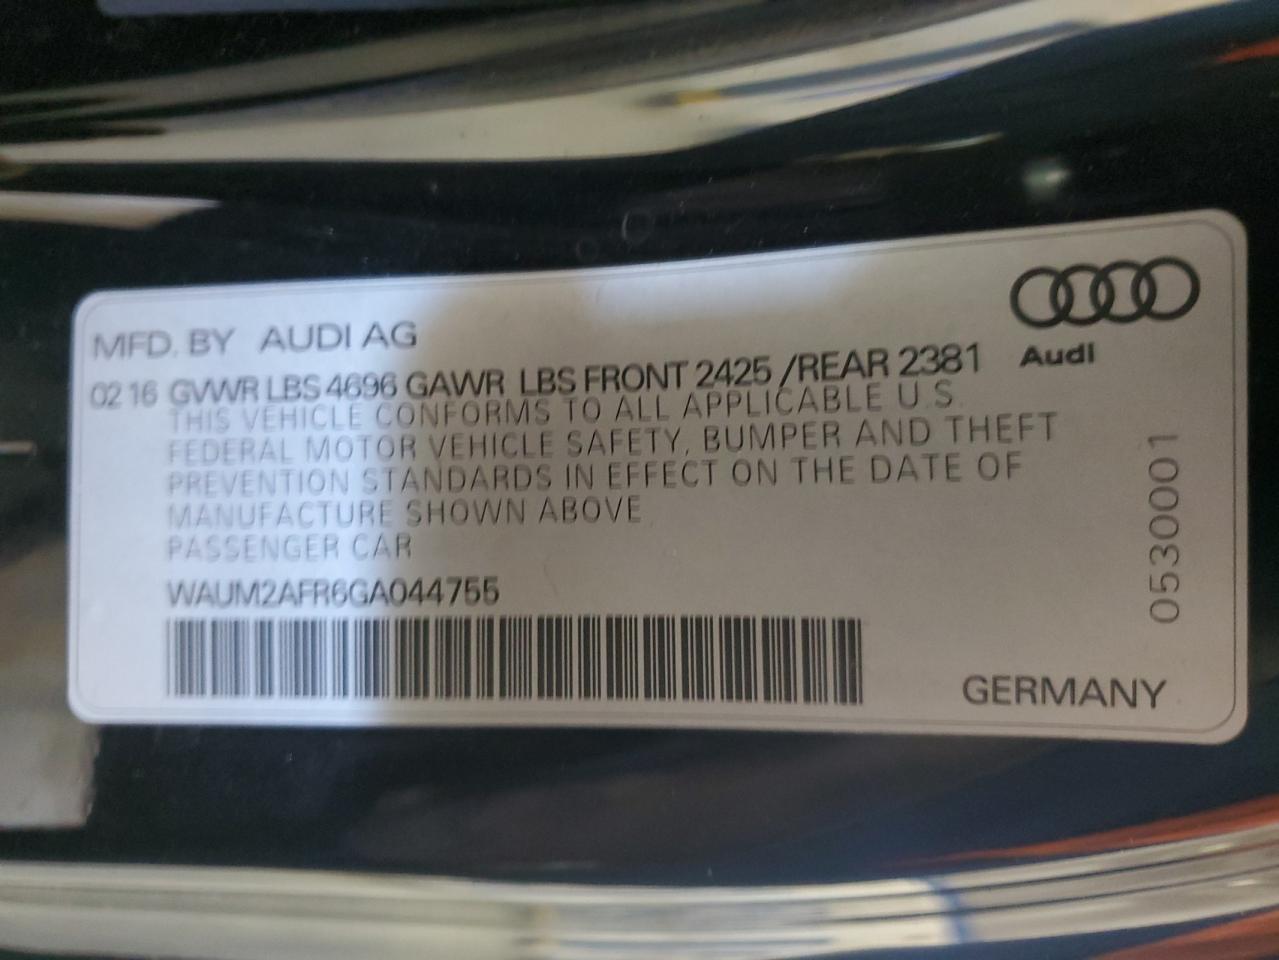 MFD. BY AUDI AG
02 16 GVWR LBS 4696 GAWR LBS FRONT 2425 /REAR 2381
Audi
THIS VEHICLE CONFORMS TO ALL APPLICABLE U.S.
FEDERAL MOTOR VEHICLE SAFETY, BUMPER AND THEFT
PREVENTION STANDARDS IN EFFECT ON THE DATE OF
MANUFACTURE SHOWN ABOVE
PASSENGER CAR
WAUM2AFR6GA044755
GERMANY
0530001